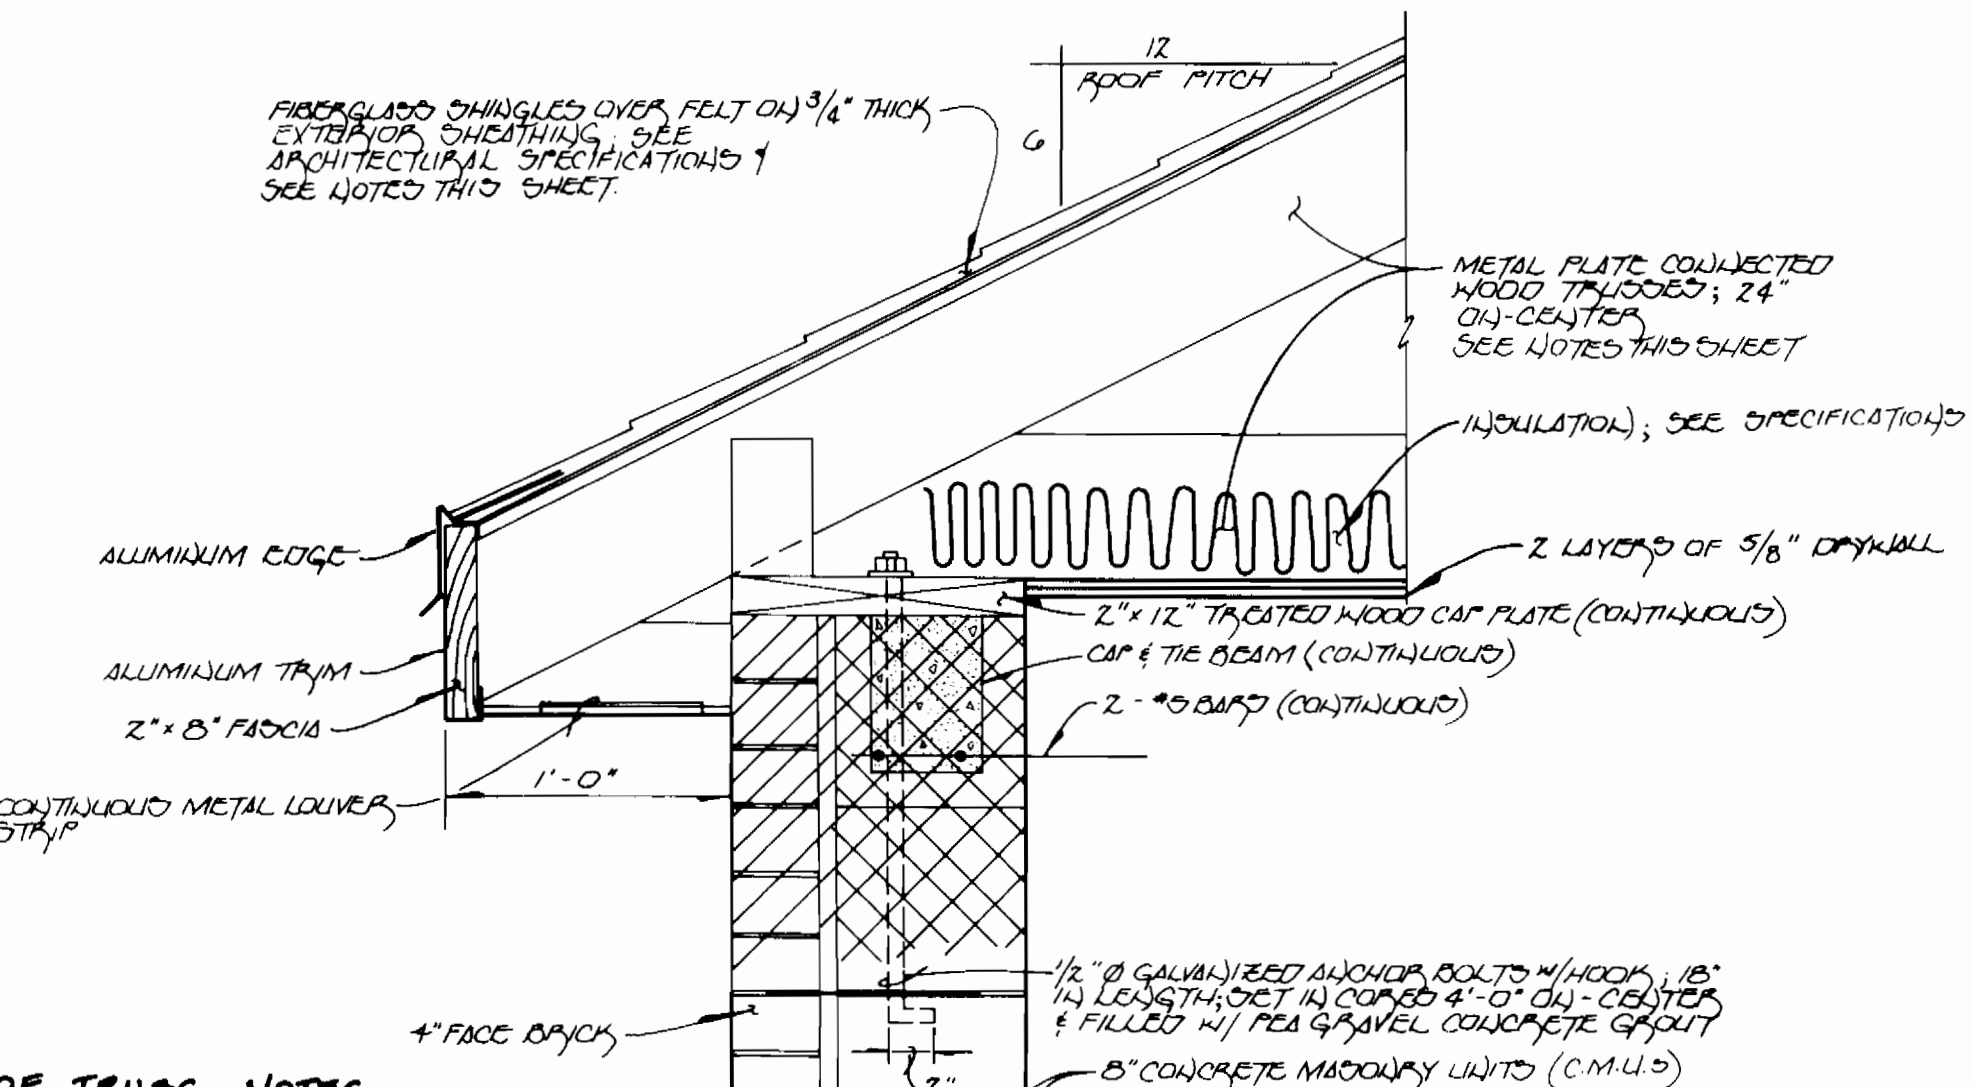 12
ROOF PITCH
6
FIBERGLASS SHINGLES OVER FELT ON 3/4" THICK
EXTERIOR SHEATHING; SEE
ARCHITECTURAL SPECIFICATIONS &
SEE NOTES THIS SHEET.
METAL PLATE CONNECTED
WOOD TRUSSES; 24"
ON-CENTER
SEE NOTES THIS SHEET
INSULATION; SEE SPECIFICATIONS
ALUMINUM EDGE
2 LAYERS OF 5/8" DRYWALL
2"x12" TREATED WOOD CAP PLATE (CONTINUOUS)
CAP & TIE BEAM (CONTINUOUS)
ALUMINUM TRIM
2 - #5 BARS (CONTINUOUS)
2"x8" FASCIA
1'-0"
CONTINUOUS METAL LOUVER
STRIP
1/2" Ø GALVANIZED ANCHOR BOLTS W/HOOK; 18"
IN LENGTH; SET IN CORES 4'-0" ON-CENTER
& FILLED W/ PEA GRAVEL CONCRETE GROUT
4" FACE BRICK
2"
8" CONCRETE MASONRY UNITS (C.M.U.S)
TRUSS NOTES